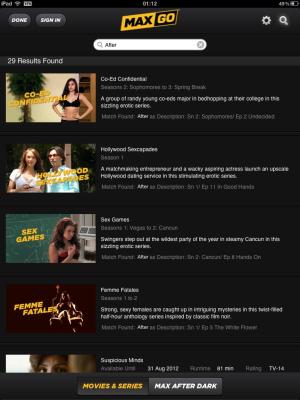 iPad VPN 01:12 49%
DONE SIGN IN MAX GO
After
29 Results Found
CO-ED CONFIDENTIAL
Co-Ed Confidential
Seasons 2: Sophomores to 3: Spring Break
A group of randy young co-eds major in bedhopping at their college in this
sizzling erotic series.
Match Found: After as Description: Sn 2: Sophomores/ Ep 2 Undecided
HOLLYWOOD SEXCAPADES
Hollywood Sexcapades
Season 1
A matchmaking entrepreneur and a wacky aspiring actress launch an upscale
Hollywood dating service in this stimulating erotic series.
Match Found: After as Description: Sn 1/ Ep 11 In Good Hands
SEX GAMES
Sex Games
Seasons 1: Vegas to 2: Cancun
Swingers step out at the wildest party of the year in steamy Cancun in this
sizzling erotic series.
Match Found: After as Description: Sn 2: Cancun/ Ep 8 Hands On
FEMME FATALES
Femme Fatales
Seasons 1 to 2
Strong, sexy females are caught up in intriguing mysteries in this twist-filled
half-hour anthology series inspired by classic film noir.
Match Found: After as Description: Sn 1/ Ep 5 The White Flower
Suspicious Minds
Available Until 31 Aug 2012 Runtime 81 min. Rating TV-14
MOVIES & SERIES MAX AFTER DARK